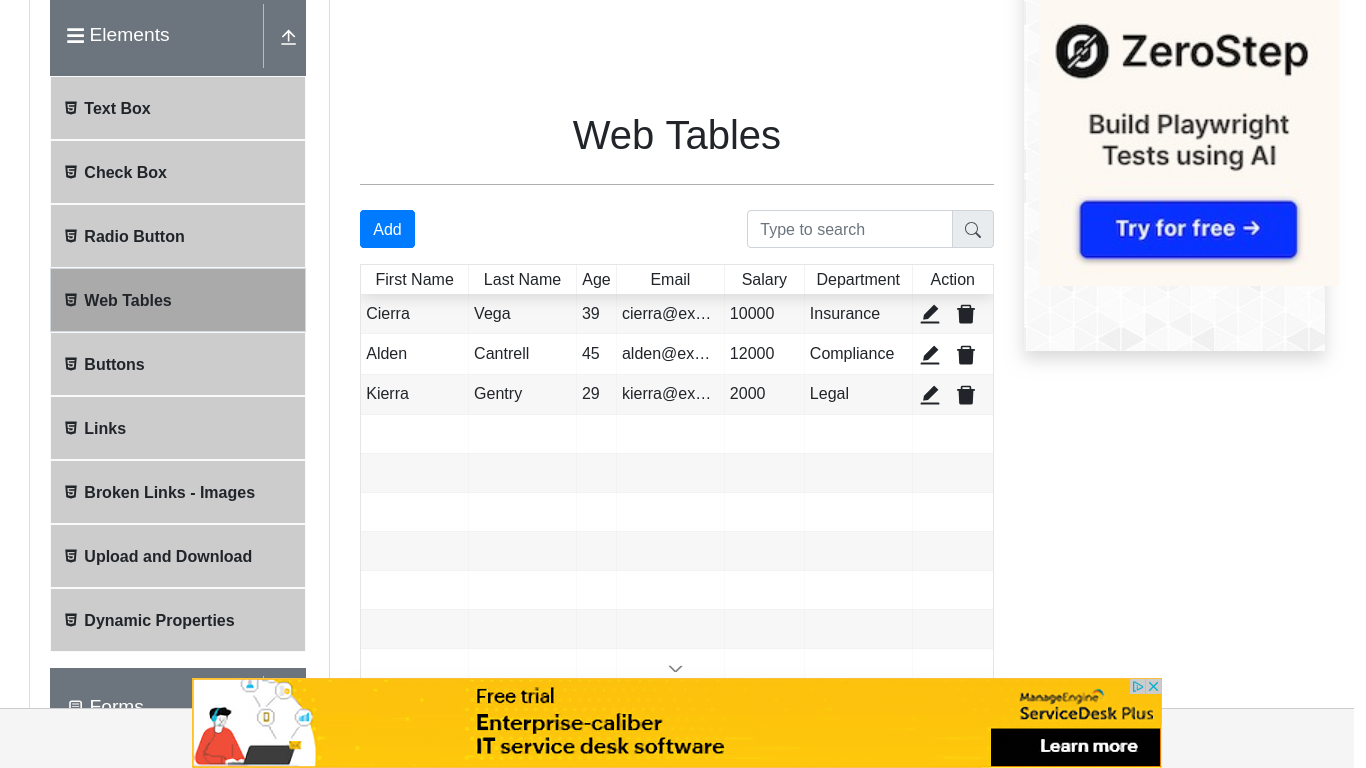 Elements
Text Box
Check Box
Radio Button
Web Tables
Buttons
Links
Broken Links - Images
Upload and Download
Dynamic Properties
Forms
Web Tables
Add
Type to search
First Name Last Name Age Email Salary Department Action
Cierra Vega 39 cierra@ex… 10000 Insurance
Alden Cantrell 45 alden@ex… 12000 Compliance
Kierra Gentry 29 kierra@ex… 2000 Legal
ZeroStep
Build Playwright
Tests using AI
Try for free →
Free trial
Enterprise-caliber
IT service desk software
ManageEngine
ServiceDesk Plus
Learn more